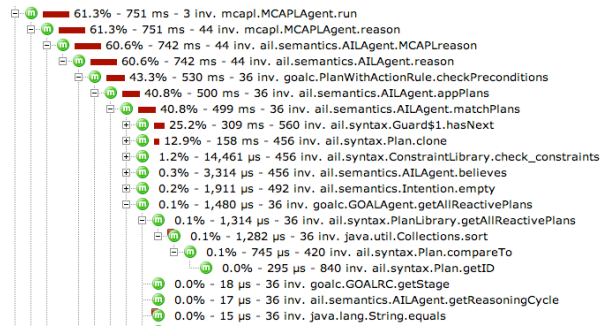 61.3% - 751 ms - 3 inv. mcapl.MCAPLAgent.run
61.3% - 751 ms - 44 inv. mcapl.MCAPLAgent.reason
60.6% - 742 ms - 44 inv. ail.semantics.AILAgent.MCAPLreason
60.6% - 742 ms - 44 inv. ail.semantics.AILAgent.reason
43.3% - 530 ms - 36 inv. goalc.PlanWithActionRule.checkPreconditions
40.8% - 500 ms - 36 inv. ail.semantics.AILAgent.appPlans
40.8% - 499 ms - 36 inv. ail.semantics.AILAgent.matchPlans
25.2% - 309 ms - 560 inv. ail.syntax.Guard$1.hasNext
12.9% - 158 ms - 456 inv. ail.syntax.Plan.clone
1.2% - 14,461 µs - 456 inv. ail.syntax.ConstraintLibrary.check_constraints
0.3% - 3,314 µs - 456 inv. ail.semantics.AILAgent.believes
0.2% - 1,911 µs - 492 inv. ail.semantics.Intention.empty
0.1% - 1,480 µs - 36 inv. goalc.GOALAgent.getAllReactivePlans
0.1% - 1,314 µs - 36 inv. ail.syntax.PlanLibrary.getAllReactivePlans
0.1% - 1,282 µs - 36 inv. java.util.Collections.sort
0.1% - 745 µs - 420 inv. ail.syntax.Plan.compareTo
0.0% - 295 µs - 840 inv. ail.syntax.Plan.getID
0.0% - 18 µs - 36 inv. goalc.GOALRC.getStage
0.0% - 17 µs - 36 inv. ail.semantics.AILAgent.getReasoningCycle
0.0% - 15 µs - 36 inv. java.lang.String.equals